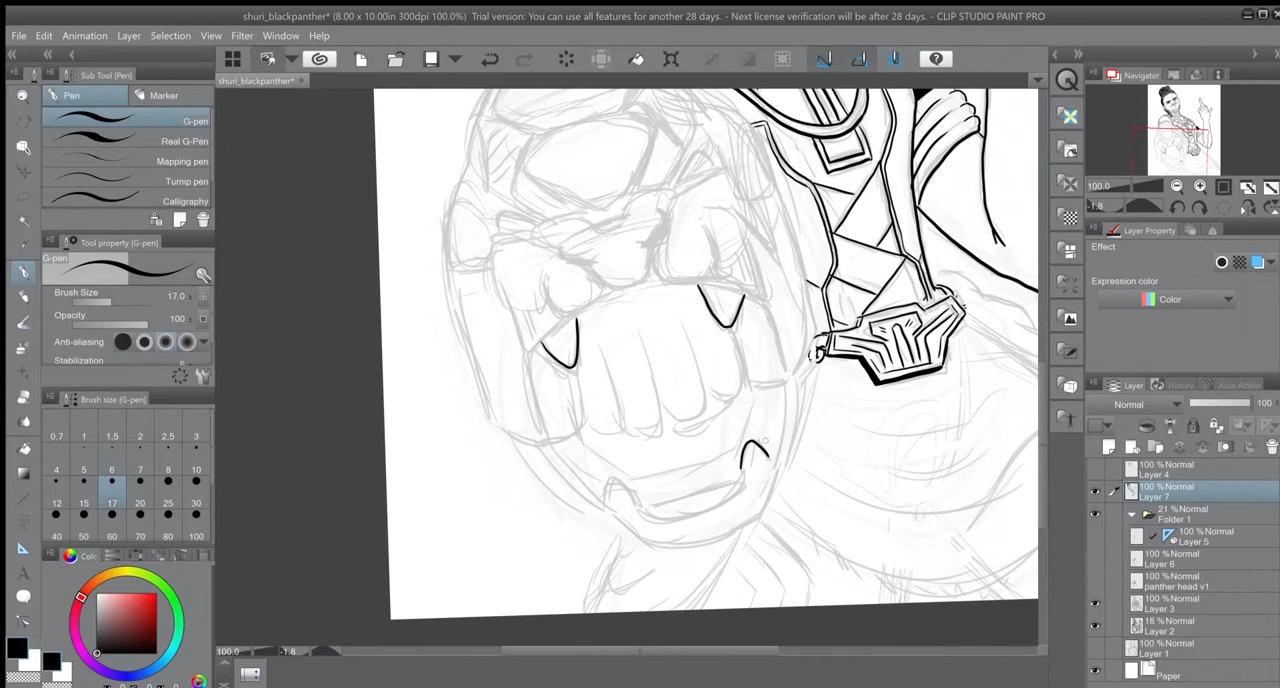 shuri_blackpanther* (8.00 x 10.00in 300dpi 100.0%) Trial version: You can use all features for another 28 days. - Next license verification will be after 28 days. - CLIP STUDIO PAINT PRO
File Edit Animation Layer Selection View Filter Window Help
Sub Tool [Pen]
shuri_blackpanther*
Navigator
Pen Marker
G-pen
Real G-Pen
Mapping pen
Turnip pen
Calligraphy
100.0
-1.8
Tool property [G-pen]
G-pen
Layer Property
Effect
Expression color
Color
Brush Size 17.0
Opacity 100
Anti-aliasing
Stabilization
Brush size [G-pen]
0.7 1 1.5 2 2.5 3
4 5 6 7 8 10
12 15 17 20 25 30
40 50 60 70 80 100
Layer History Auto Action
Normal 100
100 %Normal
Layer 4
100 %Normal
Layer 7
21 %Normal
Folder 1
100 %Normal
Layer 5
100 %Normal
Layer 6
100 %Normal
panther head v1
100 %Normal
Layer 3
18 %Normal
Layer 2
100 %Normal
Layer 1
Paper
Colo
100.0 -1.8